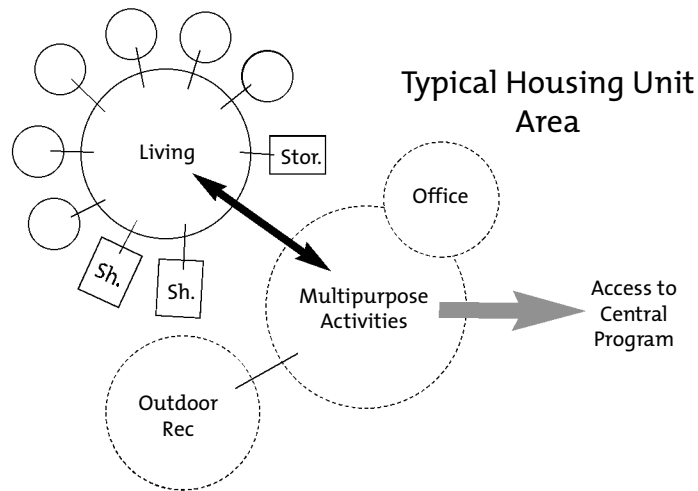 Typical Housing Unit
Area
Living
Stor.
Office
Sh.
Sh.
Multipurpose
Activities
Access to
Central
Program
Outdoor
Rec